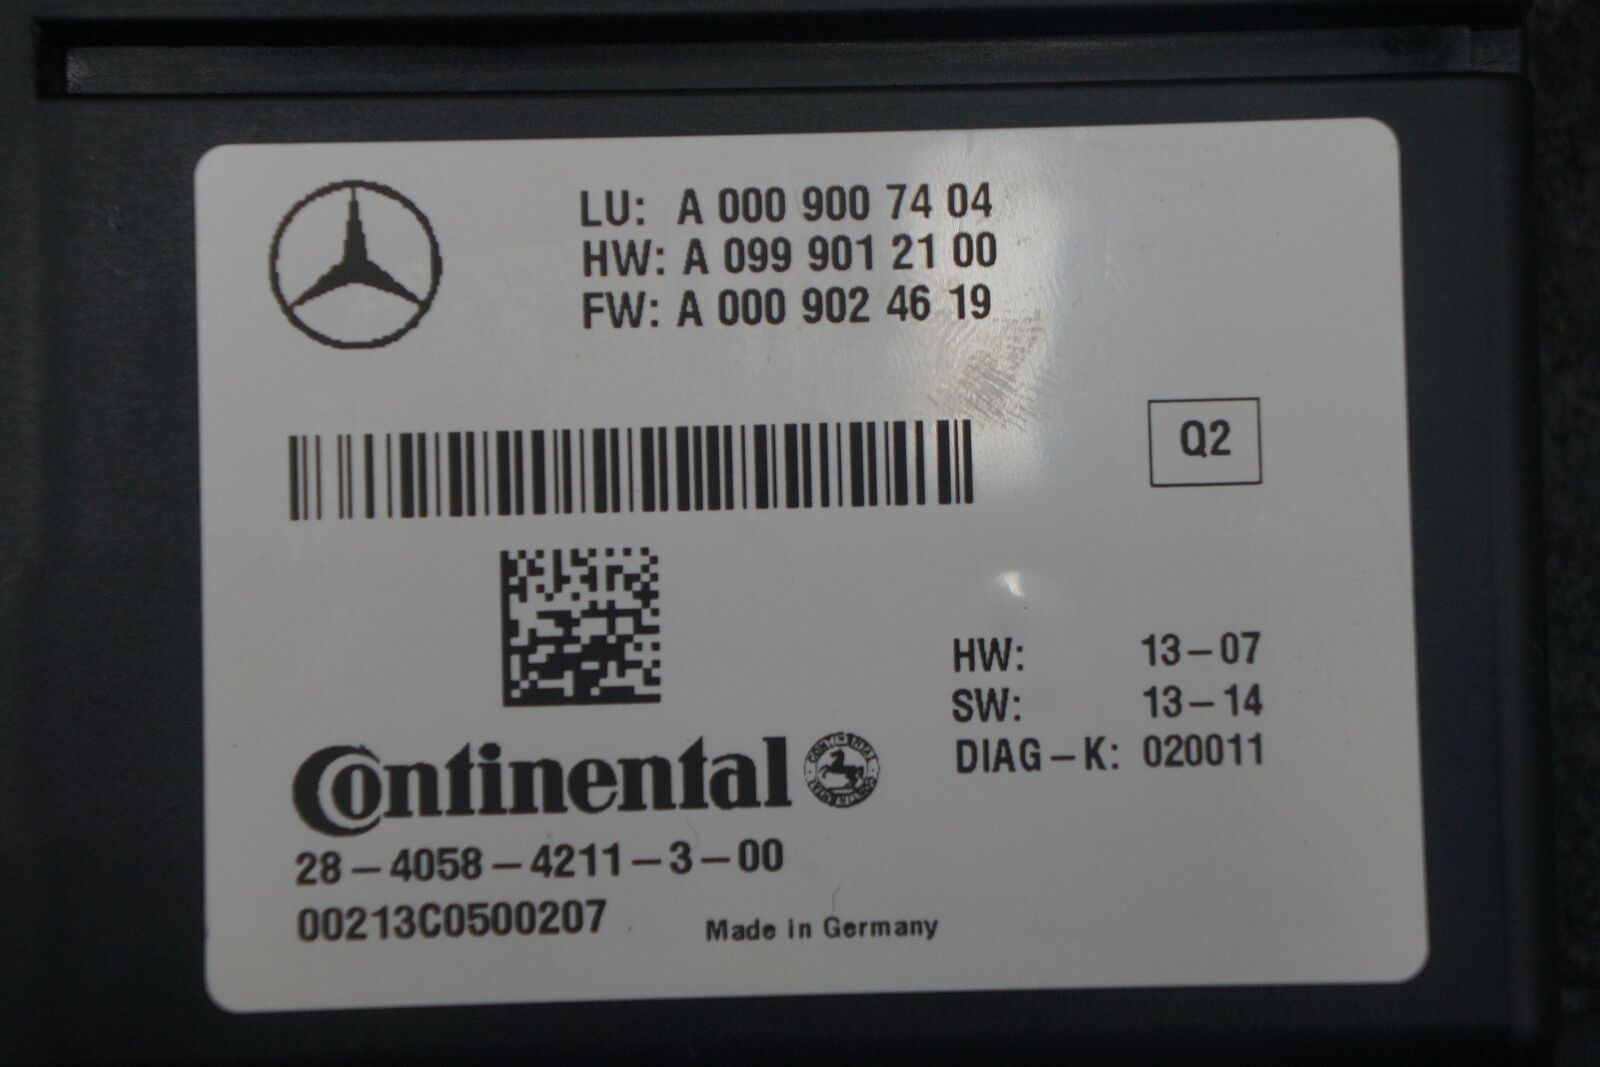 LU: A 000 900 74 04
HW: A 099 901 21 00
FW: A 000 902 46 19
Q2
HW: 13-07
SW: 13-14
DIAG-K: 020011
Continental
28-4058-4211-3-00
00213C0500207
Made in Germany